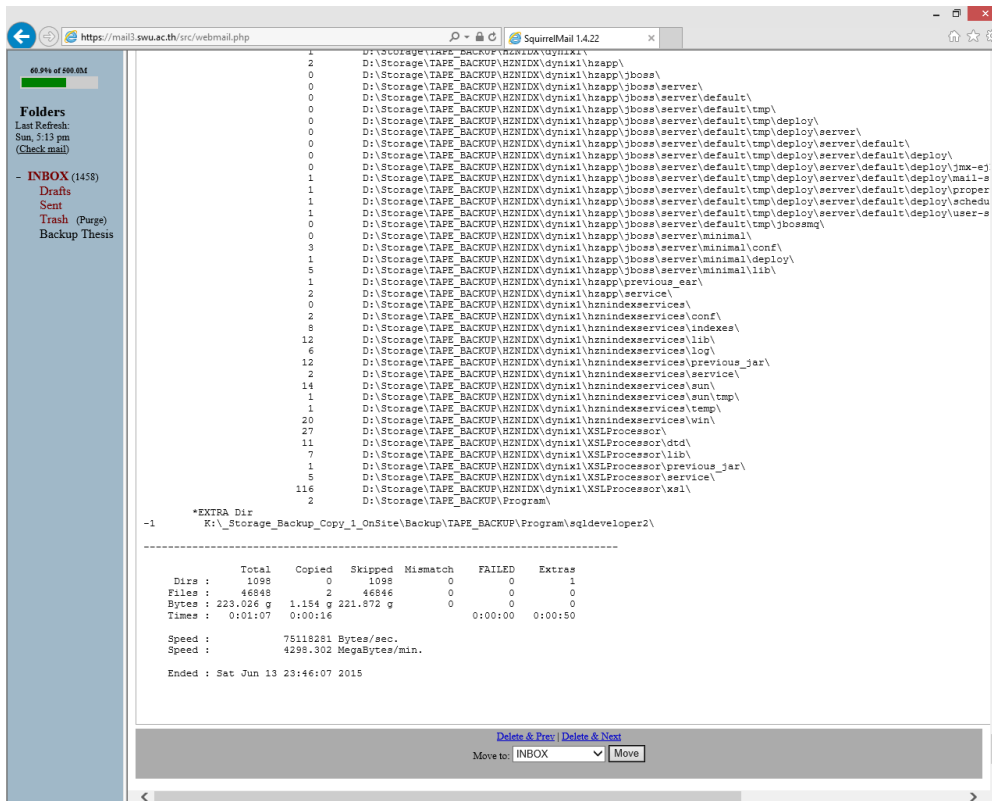 https://mail3.swu.ac.th/src/webmail.php
SquirrelMail 1.4.22
60.9% of 500.0M
Folders
Last Refresh:
Sun, 5:13 pm
(Check mail)
- INBOX (1458)
Drafts
Sent
Trash (Purge)
Backup Thesis
1 D:\Storage\TAPE_BACKUP\HZNIDX\dynix1\
2 D:\Storage\TAPE_BACKUP\HZNIDX\dynix1\hzapp\
0 D:\Storage\TAPE_BACKUP\HZNIDX\dynix1\hzapp\jboss\
0 D:\Storage\TAPE_BACKUP\HZNIDX\dynix1\hzapp\jboss\server\
0 D:\Storage\TAPE_BACKUP\HZNIDX\dynix1\hzapp\jboss\server\default\
0 D:\Storage\TAPE_BACKUP\HZNIDX\dynix1\hzapp\jboss\server\default\tmp\
0 D:\Storage\TAPE_BACKUP\HZNIDX\dynix1\hzapp\jboss\server\default\tmp\deploy\
0 D:\Storage\TAPE_BACKUP\HZNIDX\dynix1\hzapp\jboss\server\default\tmp\deploy\server\
0 D:\Storage\TAPE_BACKUP\HZNIDX\dynix1\hzapp\jboss\server\default\tmp\deploy\server\default\
0 D:\Storage\TAPE_BACKUP\HZNIDX\dynix1\hzapp\jboss\server\default\tmp\deploy\server\default\deploy\
0 D:\Storage\TAPE_BACKUP\HZNIDX\dynix1\hzapp\jboss\server\default\tmp\deploy\server\default\deploy\jmx-ej
1 D:\Storage\TAPE_BACKUP\HZNIDX\dynix1\hzapp\jboss\server\default\tmp\deploy\server\default\deploy\mail-s
1 D:\Storage\TAPE_BACKUP\HZNIDX\dynix1\hzapp\jboss\server\default\tmp\deploy\server\default\deploy\proper
1 D:\Storage\TAPE_BACKUP\HZNIDX\dynix1\hzapp\jboss\server\default\tmp\deploy\server\default\deploy\schedu
1 D:\Storage\TAPE_BACKUP\HZNIDX\dynix1\hzapp\jboss\server\default\tmp\deploy\server\default\deploy\user-s
0 D:\Storage\TAPE_BACKUP\HZNIDX\dynix1\hzapp\jboss\server\default\tmp\jbossmq\
0 D:\Storage\TAPE_BACKUP\HZNIDX\dynix1\hzapp\jboss\server\minimal\
3 D:\Storage\TAPE_BACKUP\HZNIDX\dynix1\hzapp\jboss\server\minimal\conf\
1 D:\Storage\TAPE_BACKUP\HZNIDX\dynix1\hzapp\jboss\server\minimal\deploy\
5 D:\Storage\TAPE_BACKUP\HZNIDX\dynix1\hzapp\jboss\server\minimal\lib\
1 D:\Storage\TAPE_BACKUP\HZNIDX\dynix1\hzapp\previous_ear\
2 D:\Storage\TAPE_BACKUP\HZNIDX\dynix1\hzapp\service\
0 D:\Storage\TAPE_BACKUP\HZNIDX\dynix1\hznindexservices\
2 D:\Storage\TAPE_BACKUP\HZNIDX\dynix1\hznindexservices\conf\
8 D:\Storage\TAPE_BACKUP\HZNIDX\dynix1\hznindexservices\indexes\
12 D:\Storage\TAPE_BACKUP\HZNIDX\dynix1\hznindexservices\lib\
6 D:\Storage\TAPE_BACKUP\HZNIDX\dynix1\hznindexservices\log\
12 D:\Storage\TAPE_BACKUP\HZNIDX\dynix1\hznindexservices\previous_jar\
2 D:\Storage\TAPE_BACKUP\HZNIDX\dynix1\hznindexservices\service\
14 D:\Storage\TAPE_BACKUP\HZNIDX\dynix1\hznindexservices\sun\
1 D:\Storage\TAPE_BACKUP\HZNIDX\dynix1\hznindexservices\sun\tmp\
1 D:\Storage\TAPE_BACKUP\HZNIDX\dynix1\hznindexservices\temp\
20 D:\Storage\TAPE_BACKUP\HZNIDX\dynix1\hznindexservices\win\
27 D:\Storage\TAPE_BACKUP\HZNIDX\dynix1\XSLProcessor\
11 D:\Storage\TAPE_BACKUP\HZNIDX\dynix1\XSLProcessor\dtd\
7 D:\Storage\TAPE_BACKUP\HZNIDX\dynix1\XSLProcessor\lib\
1 D:\Storage\TAPE_BACKUP\HZNIDX\dynix1\XSLProcessor\previous_jar\
5 D:\Storage\TAPE_BACKUP\HZNIDX\dynix1\XSLProcessor\service\
116 D:\Storage\TAPE_BACKUP\HZNIDX\dynix1\XSLProcessor\xsl\
2 D:\Storage\TAPE_BACKUP\Program\
*EXTRA Dir
-1 K:\_Storage_Backup_Copy_1_OnSite\Backup\TAPE_BACKUP\Program\sqldeveloper2\
------------------------------------------------------------------------------
Total Copied Skipped Mismatch FAILED Extras
Dirs : 1098 0 1098 0 0 1
Files : 46848 2 46846 0 0 0
Bytes : 223.026 g 1.154 g 221.872 g 0 0 0
Times : 0:01:07 0:00:16 0:00:00 0:00:50
Speed : 75118281 Bytes/sec.
Speed : 4298.302 MegaBytes/min.
Ended : Sat Jun 13 23:46:07 2015
Delete & Prev | Delete & Next
Move to: INBOX Move